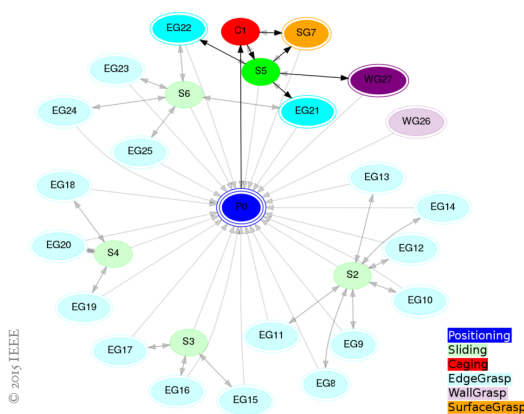 EG22
C1
SG7
EG23
S6
S5
WG27
EG24
EG21
WG26
EG25
EG18
EG13
P0
EG14
EG20
S4
EG12
S2
EG19
EG10
EG17
S3
EG11
EG9
EG16
EG15
EG8
Positioning
Sliding
Caging
EdgeGrasp
WallGrasp
SurfaceGrasp
© 2015 IEEE